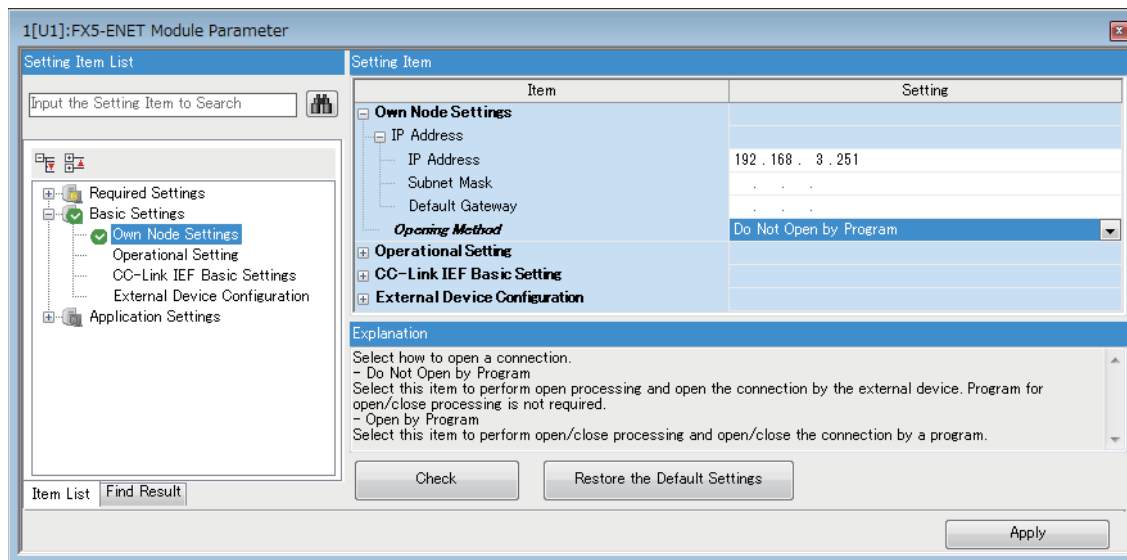 1[U1]:FX5-ENET Module Parameter
Setting Item List
Input the Setting Item to Search
Required Settings
Basic Settings
Own Node Settings
Operational Setting
CC-Link IEF Basic Settings
External Device Configuration
Application Settings
Item List Find Result
Setting Item
Item Setting
Own Node Settings
IP Address
IP Address 192 . 168 . 3 . 251
Subnet Mask . . .
Default Gateway . . .
Opening Method Do Not Open by Program
Operational Setting
CC-Link IEF Basic Setting
External Device Configuration
Explanation
Select how to open a connection.
- Do Not Open by Program
Select this item to perform open processing and open the connection by the external device. Program for
open/close processing is not required.
- Open by Program
Select this item to perform open/close processing and open/close the connection by a program.
Check Restore the Default Settings
Apply